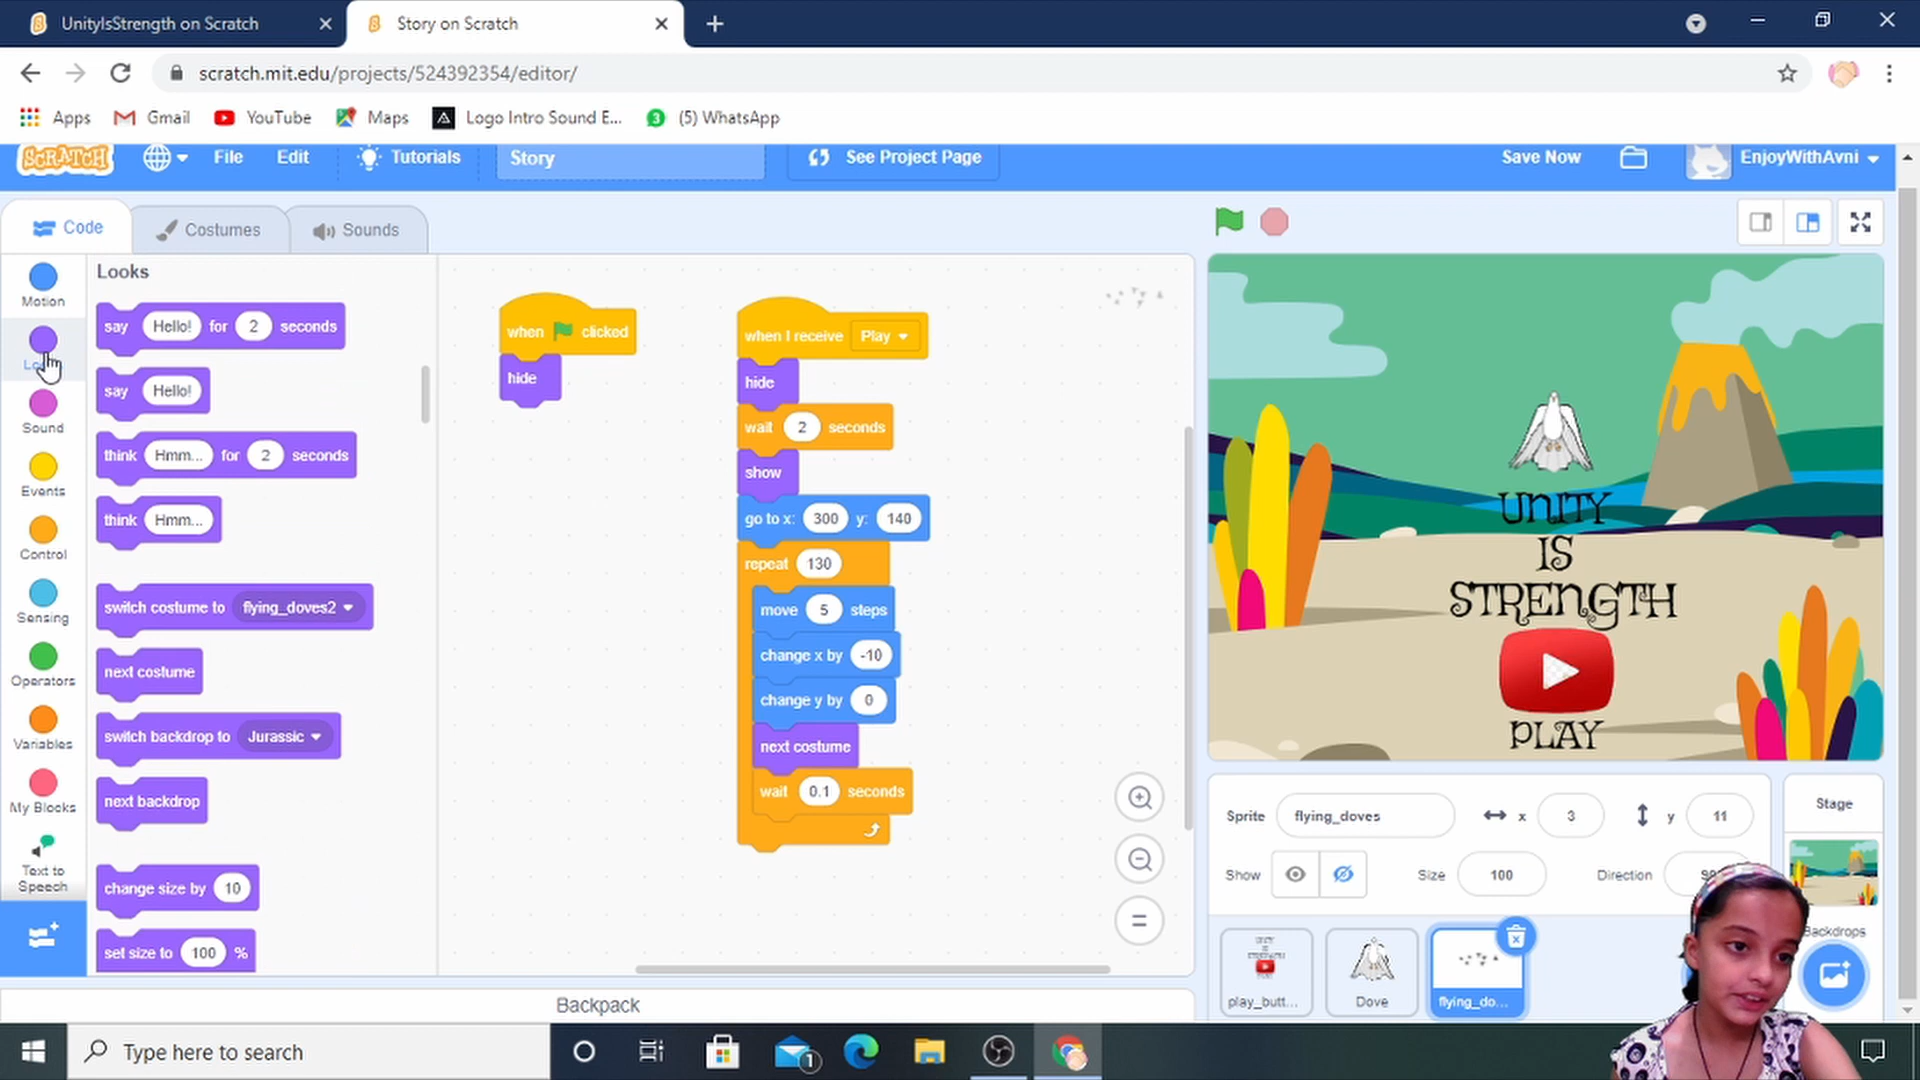 UnityIsStrength on Scratch
Story on Scratch
scratch.mit.edu/projects/524392354/editor/
Apps
Gmail
YouTube
Maps
Logo Intro Sound E...
(5) WhatsApp
SCRATCH
File
Edit
Tutorials
Story
See Project Page
Save Now
EnjoyWithAvni
Code
Costumes
Sounds
Motion
Sound
Events
Control
Sensing
Operators
Variables
My Blocks
Text to
Speech
Looks
say Hello! for 2 seconds
say Hello!
think Hmm... for 2 seconds
think Hmm...
switch costume to flying_doves2
next costume
switch backdrop to Jurassic
next backdrop
change size by 10
set size to 100 %
when clicked
hide
when I receive Play
hide
wait 2 seconds
show
go to x: 300 y: 140
repeat 130
move 5 steps
change x by -10
change y by 0
next costume
wait 0.1 seconds
UNITY
IS
STRENGTH
PLAY
Sprite flying_doves x 3 y 11
Show Size 100 Direction
Stage
Backdrops
play_butt...
Dove
flying_do...
Backpack
Type here to search
1